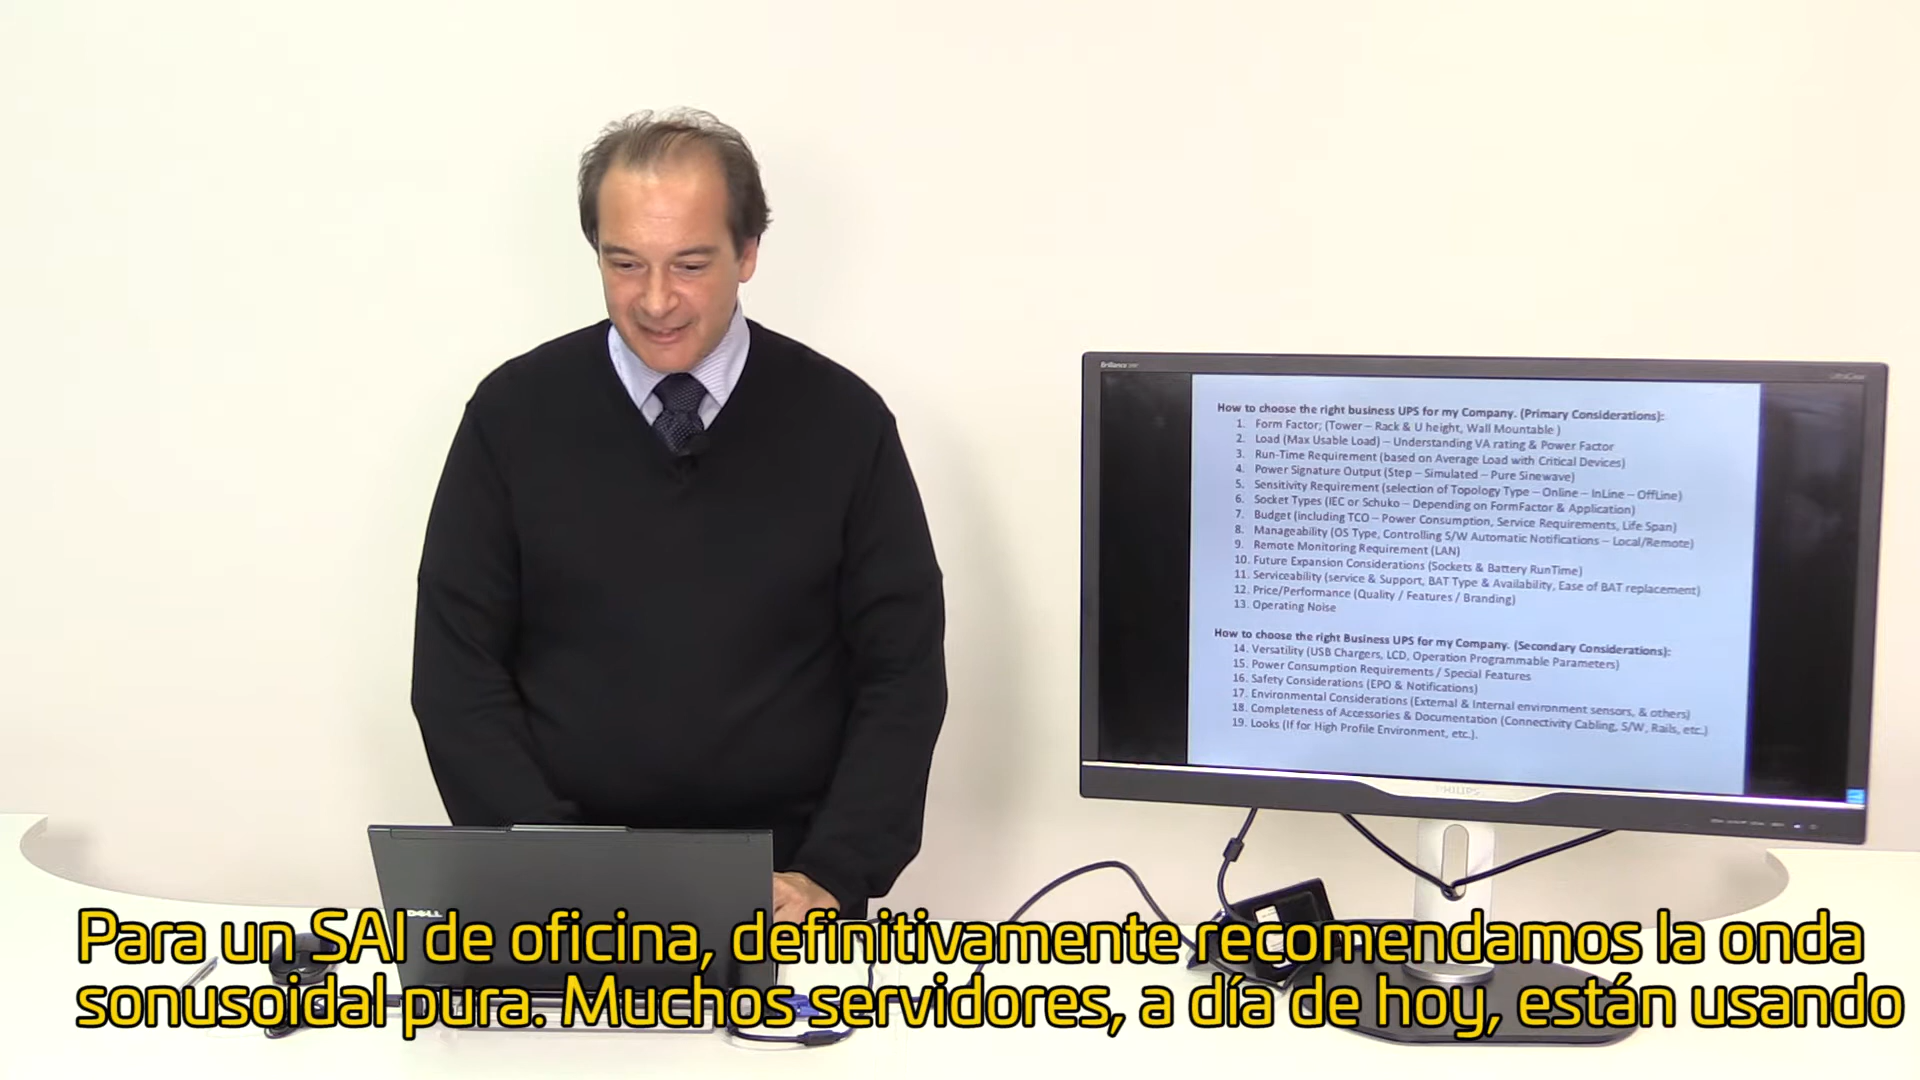 Brilliance
How to choose the right business UPS for my Company. (Primary Considerations):
1. Form Factor; (Tower – Rack & U height, Wall Mountable )
2. Load (Max Usable Load) – Understanding VA rating & Power Factor
3. Run-Time Requirement (based on Average Load with Critical Devices)
4. Power Signature Output (Step – Simulated – Pure Sinewave)
5. Sensitivity Requirement (selection of Topology Type – Online – InLine – OffLine)
6. Socket Types (IEC or Schuko – Depending on FormFactor & Application)
7. Budget (including TCO – Power Consumption, Service Requirements, Life Span)
8. Manageability (OS Type, Controlling S/W Automatic Notifications – Local/Remote)
9. Remote Monitoring Requirement (LAN)
10. Future Expansion Considerations (Sockets & Battery RunTime)
11. Serviceability (service & Support, BAT Type & Availability, Ease of BAT replacement)
12. Price/Performance (Quality / Features / Branding)
13. Operating Noise
How to choose the right Business UPS for my Company. (Secondary Considerations):
14. Versatility (USB Chargers, LCD, Operation Programmable Parameters)
15. Power Consumption Requirements / Special Features
16. Safety Considerations (EPO & Notifications)
17. Environmental Considerations (External & Internal environment sensors, & others)
18. Completeness of Accessories & Documentation (Connectivity Cabling, S/W, Rails, etc.)
19. Looks (If for High Profile Environment, etc.).
PHILIPS
DELL
Para un SAI de oficina, definitivamente recomendamos la onda
sonusoidal pura. Muchos servidores, a día de hoy, están usando